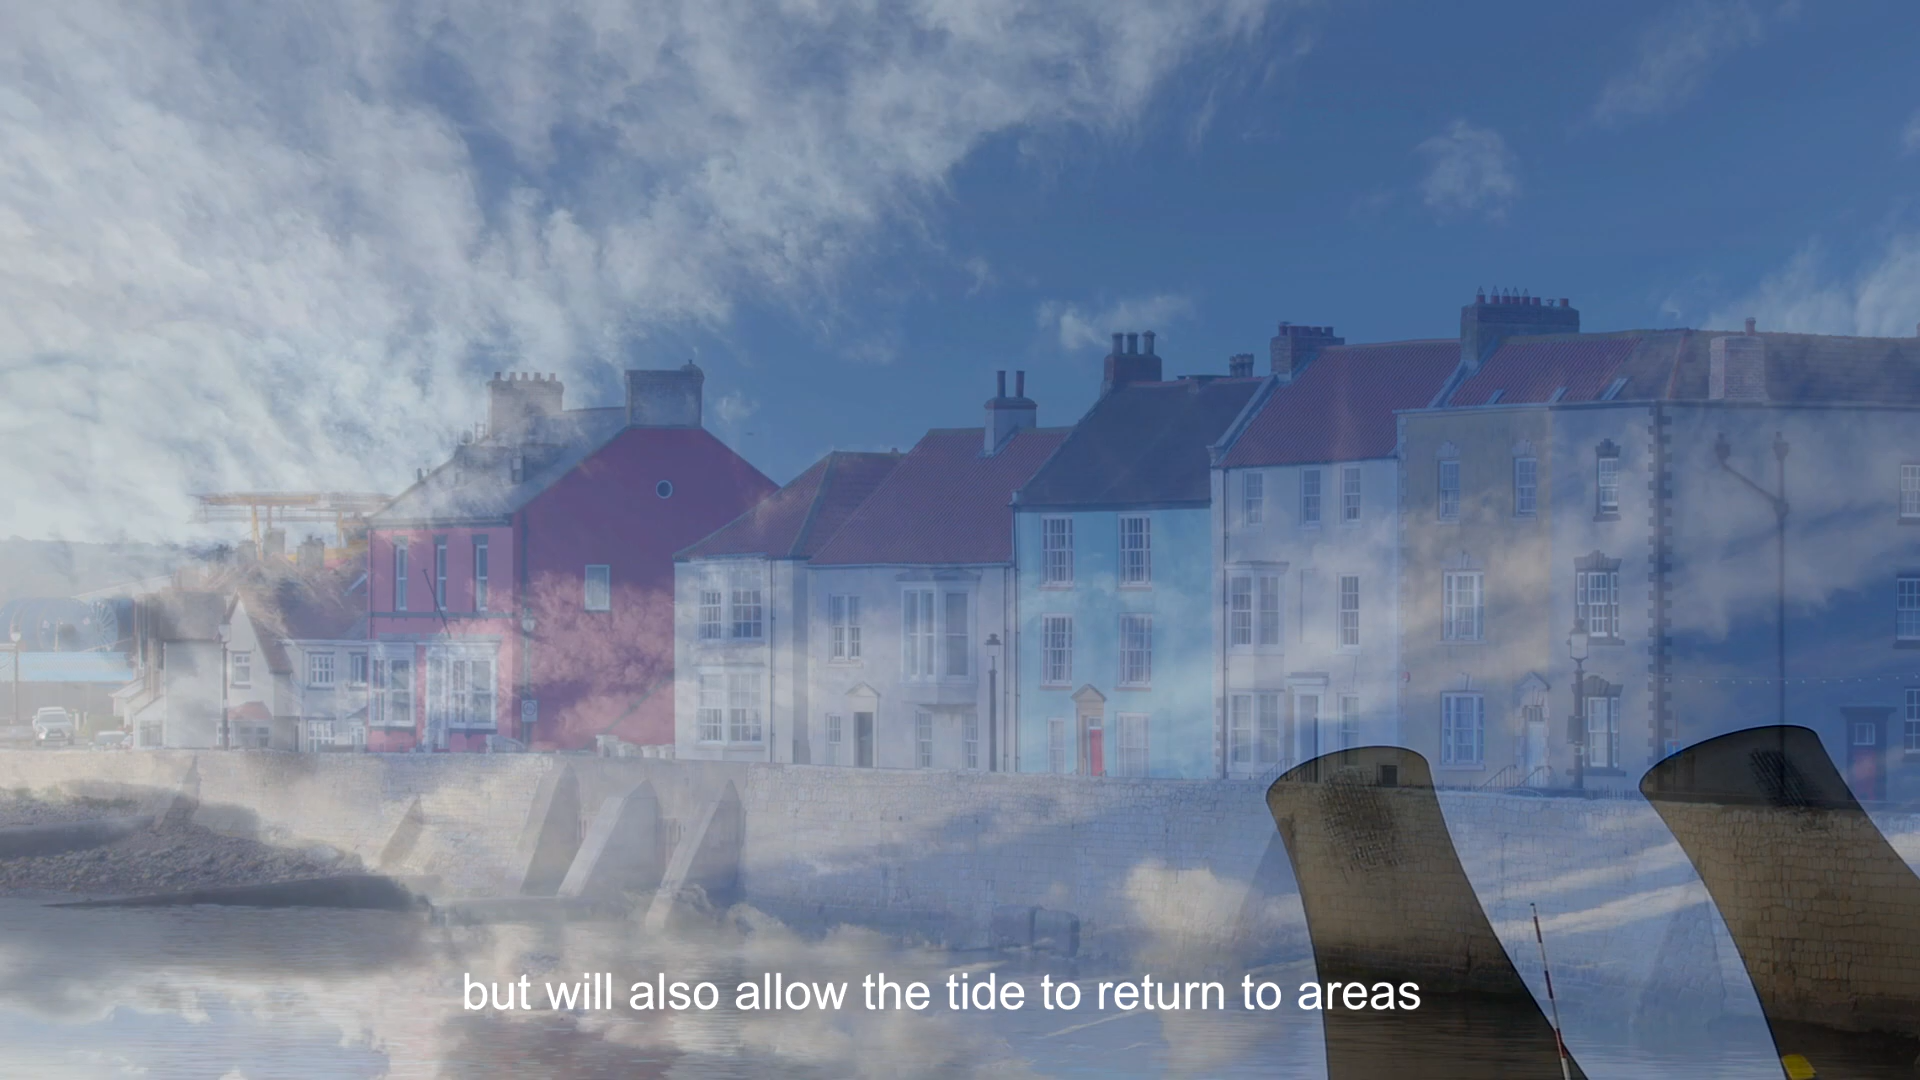 but will also allow the tide to return to areas